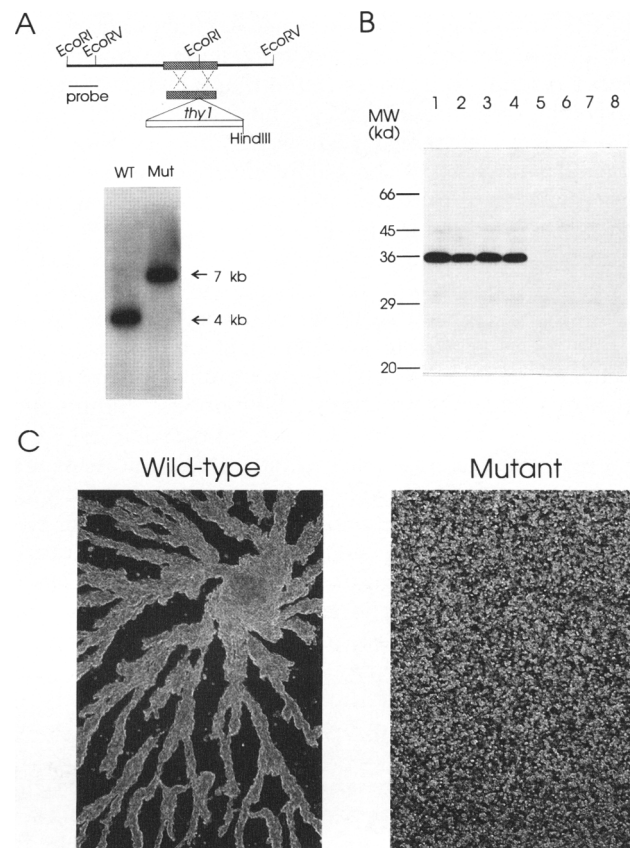 A
EcoRI
EcoRV
EcoRI
EcoRV
probe
thy1
HindIII
WT Mut
← 7 kb
← 4 kb
B
MW
(kd)
1 2 3 4 5 6 7 8
66
45
36
29
20
C
Wild-type
Mutant